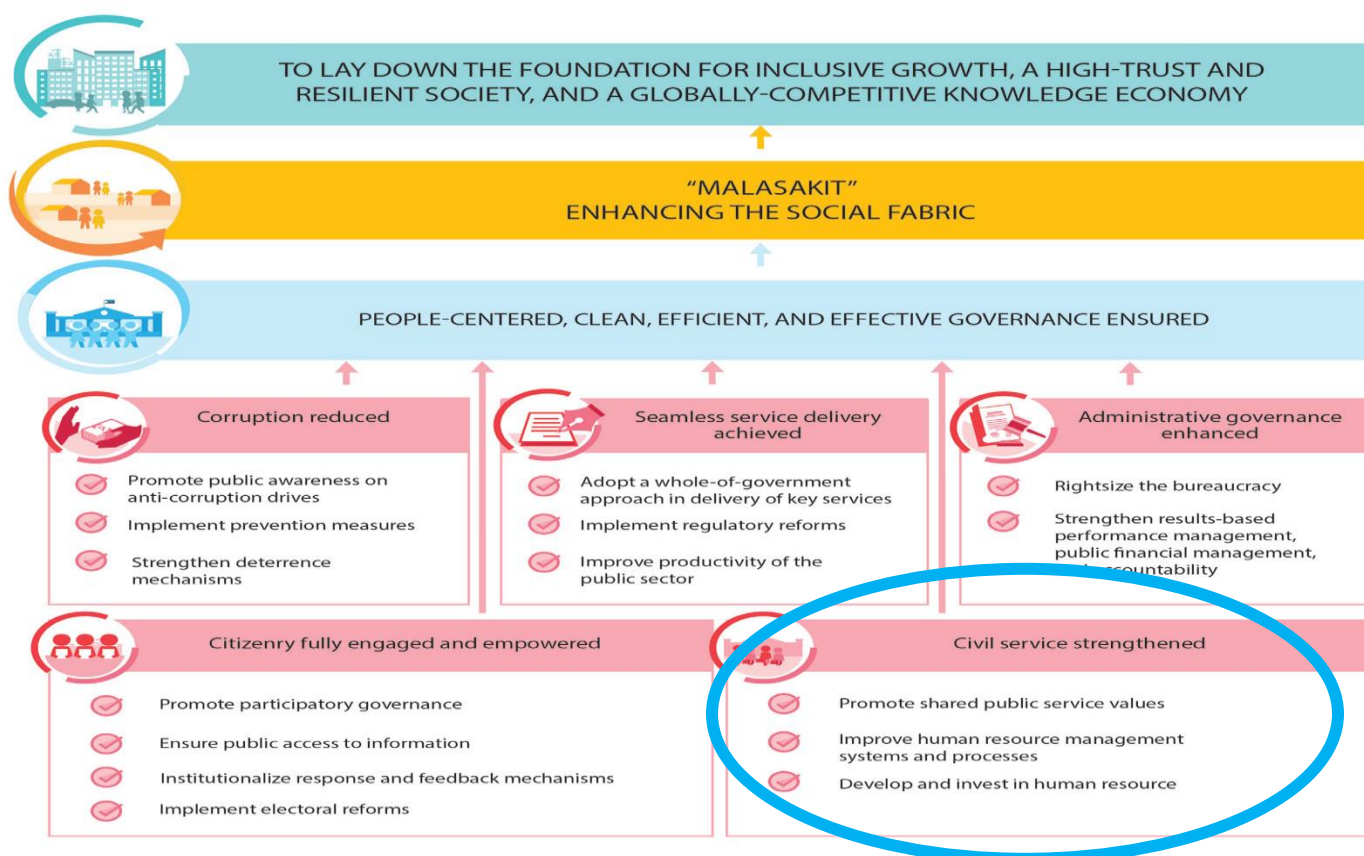 TO LAY DOWN THE FOUNDATION FOR INCLUSIVE GROWTH, A HIGH-TRUST AND
RESILIENT SOCIETY, AND A GLOBALLY-COMPETITIVE KNOWLEDGE ECONOMY
“MALASAKIT”
ENHANCING THE SOCIAL FABRIC
PEOPLE-CENTERED, CLEAN, EFFICIENT, AND EFFECTIVE GOVERNANCE ENSURED
Corruption reduced
Promote public awareness on
anti-corruption drives
Implement prevention measures
Strengthen deterrence
mechanisms
Seamless service delivery
achieved
Adopt a whole-of-government
approach in delivery of key services
Implement regulatory reforms
Improve productivity of the
public sector
Administrative governance
enhanced
Rightsize the bureaucracy
Strengthen results-based
performance management,
public financial management,
accountability
Citizenry fully engaged and empowered
Promote participatory governance
Ensure public access to information
Institutionalize response and feedback mechanisms
Implement electoral reforms
Civil service strengthened
Promote shared public service values
Improve human resource management
systems and processes
Develop and invest in human resource